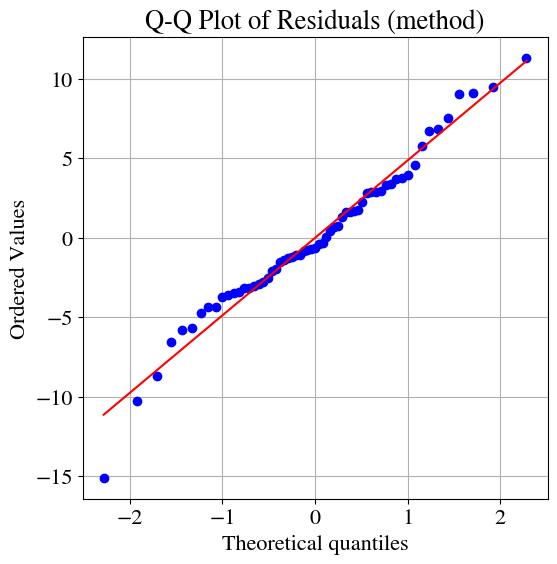 Q-Q Plot of Residuals (method)
10
5
0
−5
−10
−15
Ordered Values
−2 −1 0 1 2
Theoretical quantiles